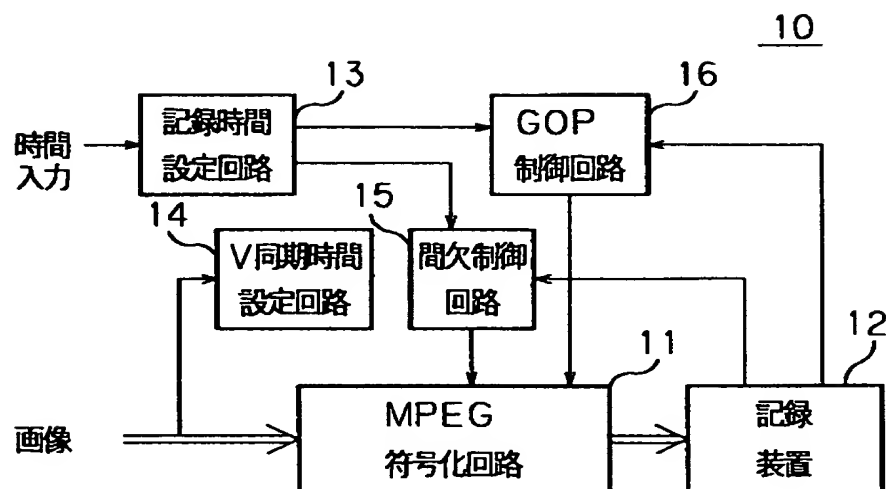 10
13
16
記録時間
設定回路
GOP
制御回路
時間
入力
14
15
V同期時間
設定回路
間欠制御
回路
11
12
画像
MPEG
符号化回路
記録
装置